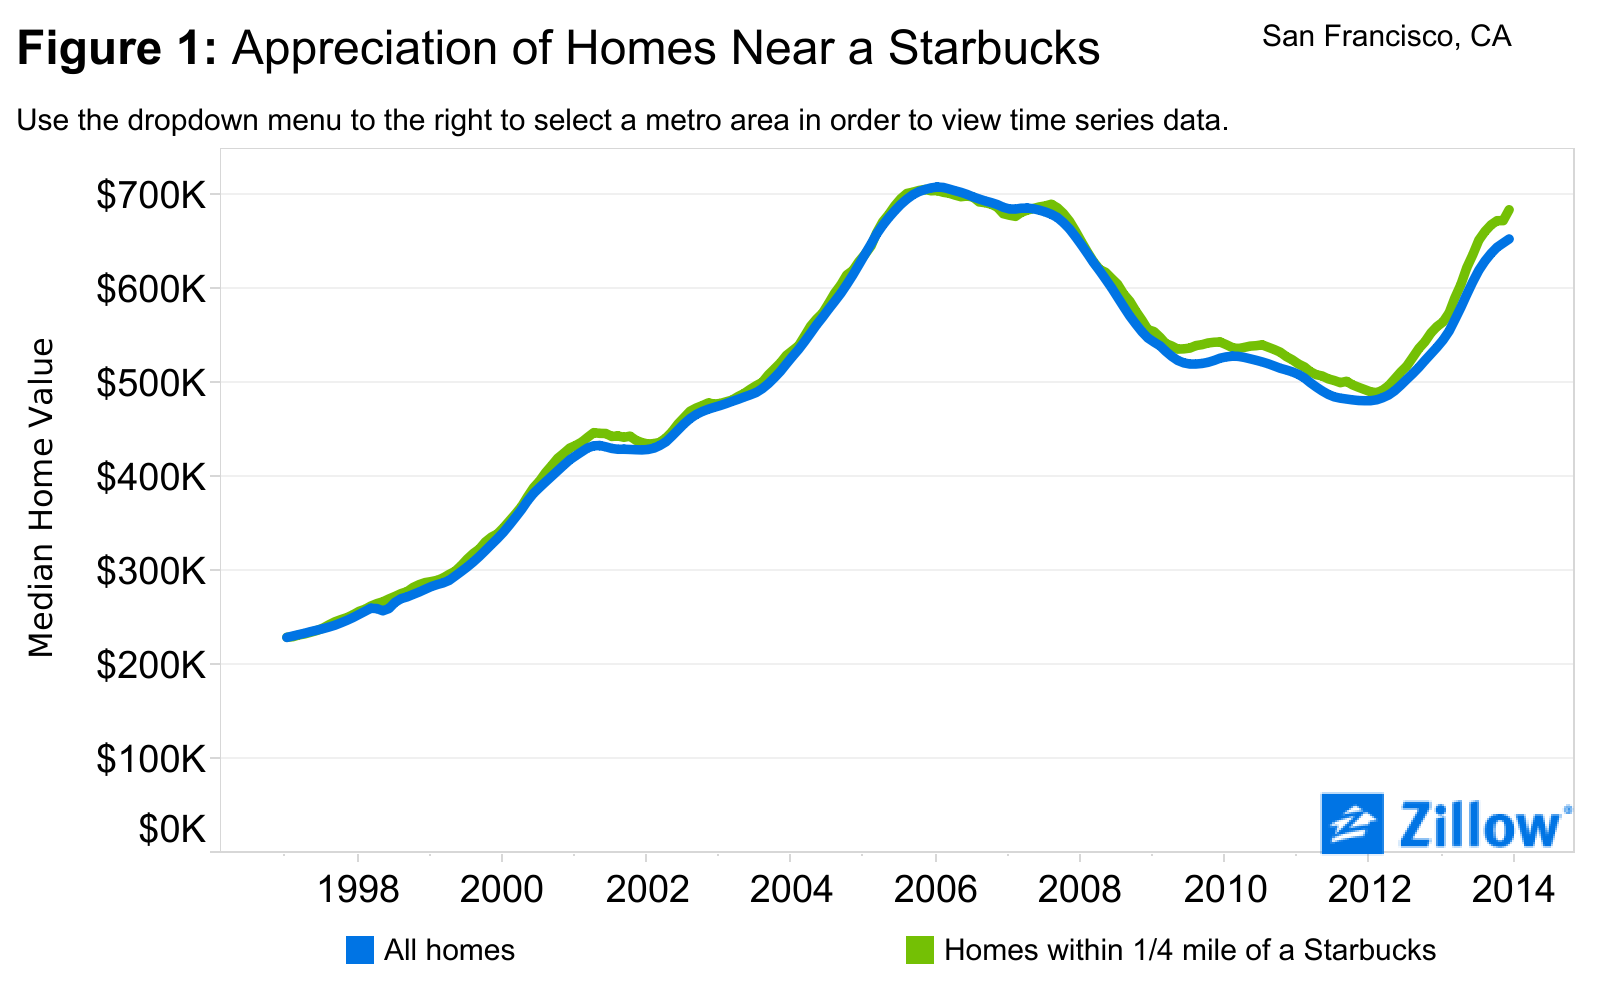 Figure 1: Appreciation of Homes Near a Starbucks
San Francisco, CA
Use the dropdown menu to the right to select a metro area in order to view time series data.
Median Home Value
$700K
$600K
$500K
$400K
$300K
$200K
$100K
$0K
Zillow®
1998 2000 2002 2004 2006 2008 2010 2012 2014
All homes
Homes within 1/4 mile of a Starbucks